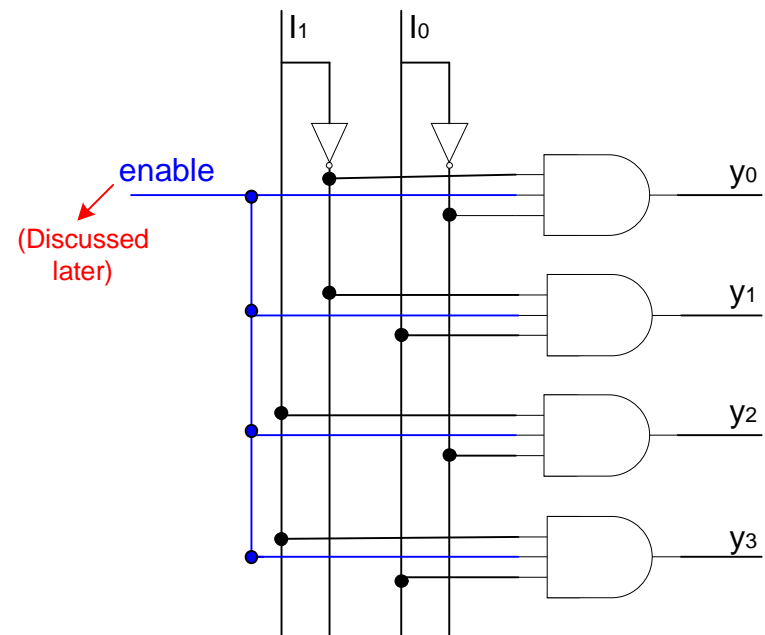 I1
I0
enable
(Discussed
later)
y0
y1
y2
y3